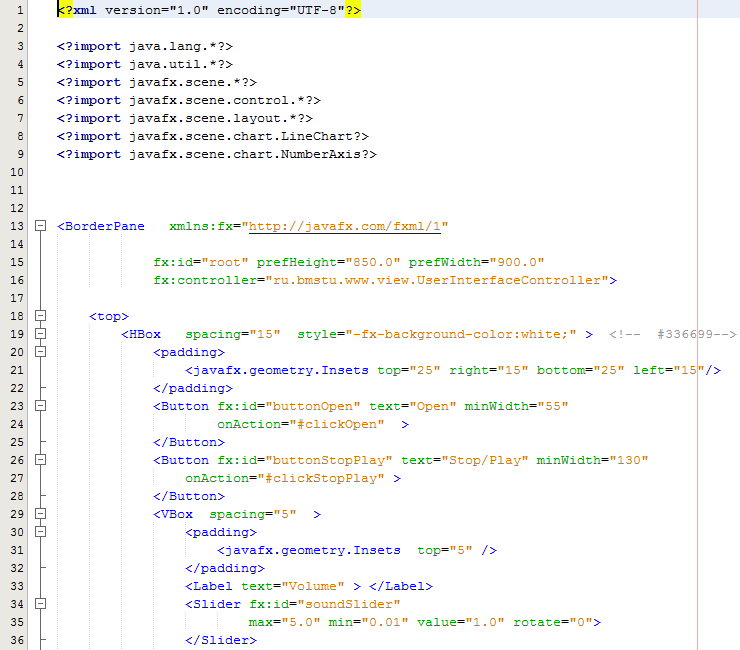 1 <?xml version="1.0" encoding="UTF-8"?>
2
3 <?import java.lang.*?>
4 <?import java.util.*?>
5 <?import javafx.scene.*?>
6 <?import javafx.scene.control.*?>
7 <?import javafx.scene.layout.*?>
8 <?import javafx.scene.chart.LineChart?>
9 <?import javafx.scene.chart.NumberAxis?>
10
11
12
13 <BorderPane   xmlns:fx="http://javafx.com/fxml/1"
14
15             fx:id="root" prefHeight="850.0" prefWidth="900.0"
16             fx:controller="ru.bmstu.www.view.UserInterfaceController">
17
18     <top>
19         <HBox   spacing="15"  style="-fx-background-color:white;" >  <!--  #336699-->
20             <padding>
21                 <javafx.geometry.Insets top="25" right="15" bottom="25" left="15"/>
22             </padding>
23             <Button fx:id="buttonOpen" text="Open" minWidth="55"
24                     onAction="#clickOpen"  >
25             </Button>
26             <Button fx:id="buttonStopPlay" text="Stop/Play" minWidth="130"
27                 onAction="#clickStopPlay" >
28             </Button>
29             <VBox  spacing="5"  >
30                 <padding>
31                     <javafx.geometry.Insets  top="5" />
32                 </padding>
33                 <Label text="Volume" > </Label>
34                 <Slider fx:id="soundSlider"
35                         max="5.0" min="0.01" value="1.0" rotate="0">
36                 </Slider>